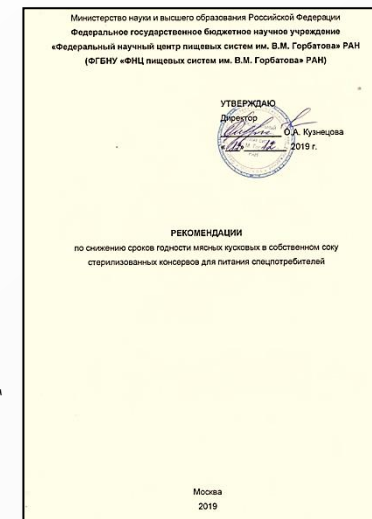 Министерство науки и высшего образования Российской Федерации
Федеральное государственное бюджетное научное учреждение
«Федеральный научный центр пищевых систем им. В.М. Горбатова» РАН
(ФГБНУ «ФНЦ пищевых систем им. В.М. Горбатова» РАН)
УТВЕРЖДАЮ
Директор
О.А. Кузнецова
«19» 12 2019 г.
РЕКОМЕНДАЦИИ
по снижению сроков годности мясных кусковых в собственном соку
стерилизованных консервов для питания спецпотребителей
Москва
2019